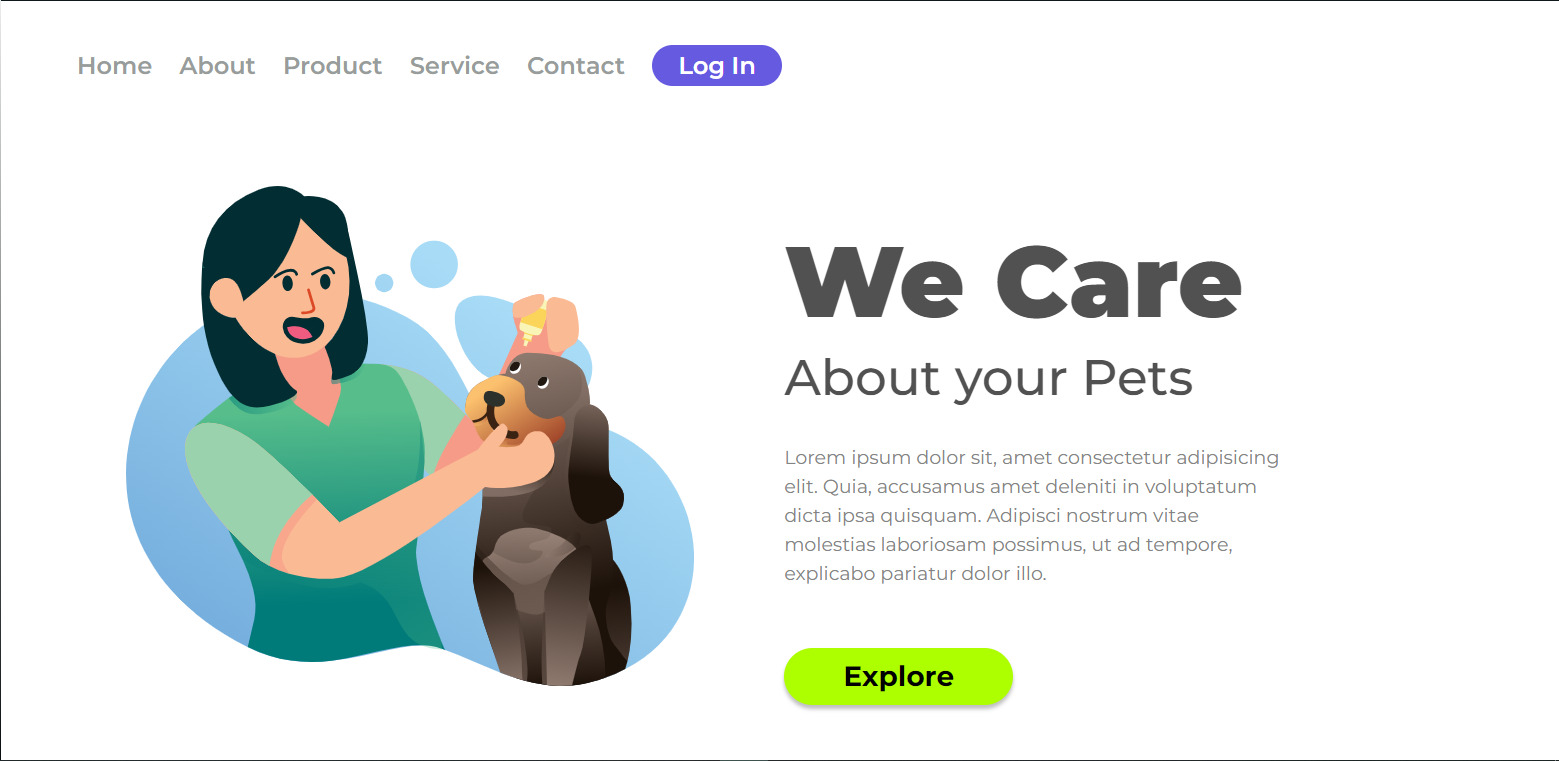 Home About Product Service Contact Log In
We Care
About your Pets
Lorem ipsum dolor sit, amet consectetur adipisicing
elit. Quia, accusamus amet deleniti in voluptatum
dicta ipsa quisquam. Adipisci nostrum vitae
molestias laboriosam possimus, ut ad tempore,
explicabo pariatur dolor illo.
Explore